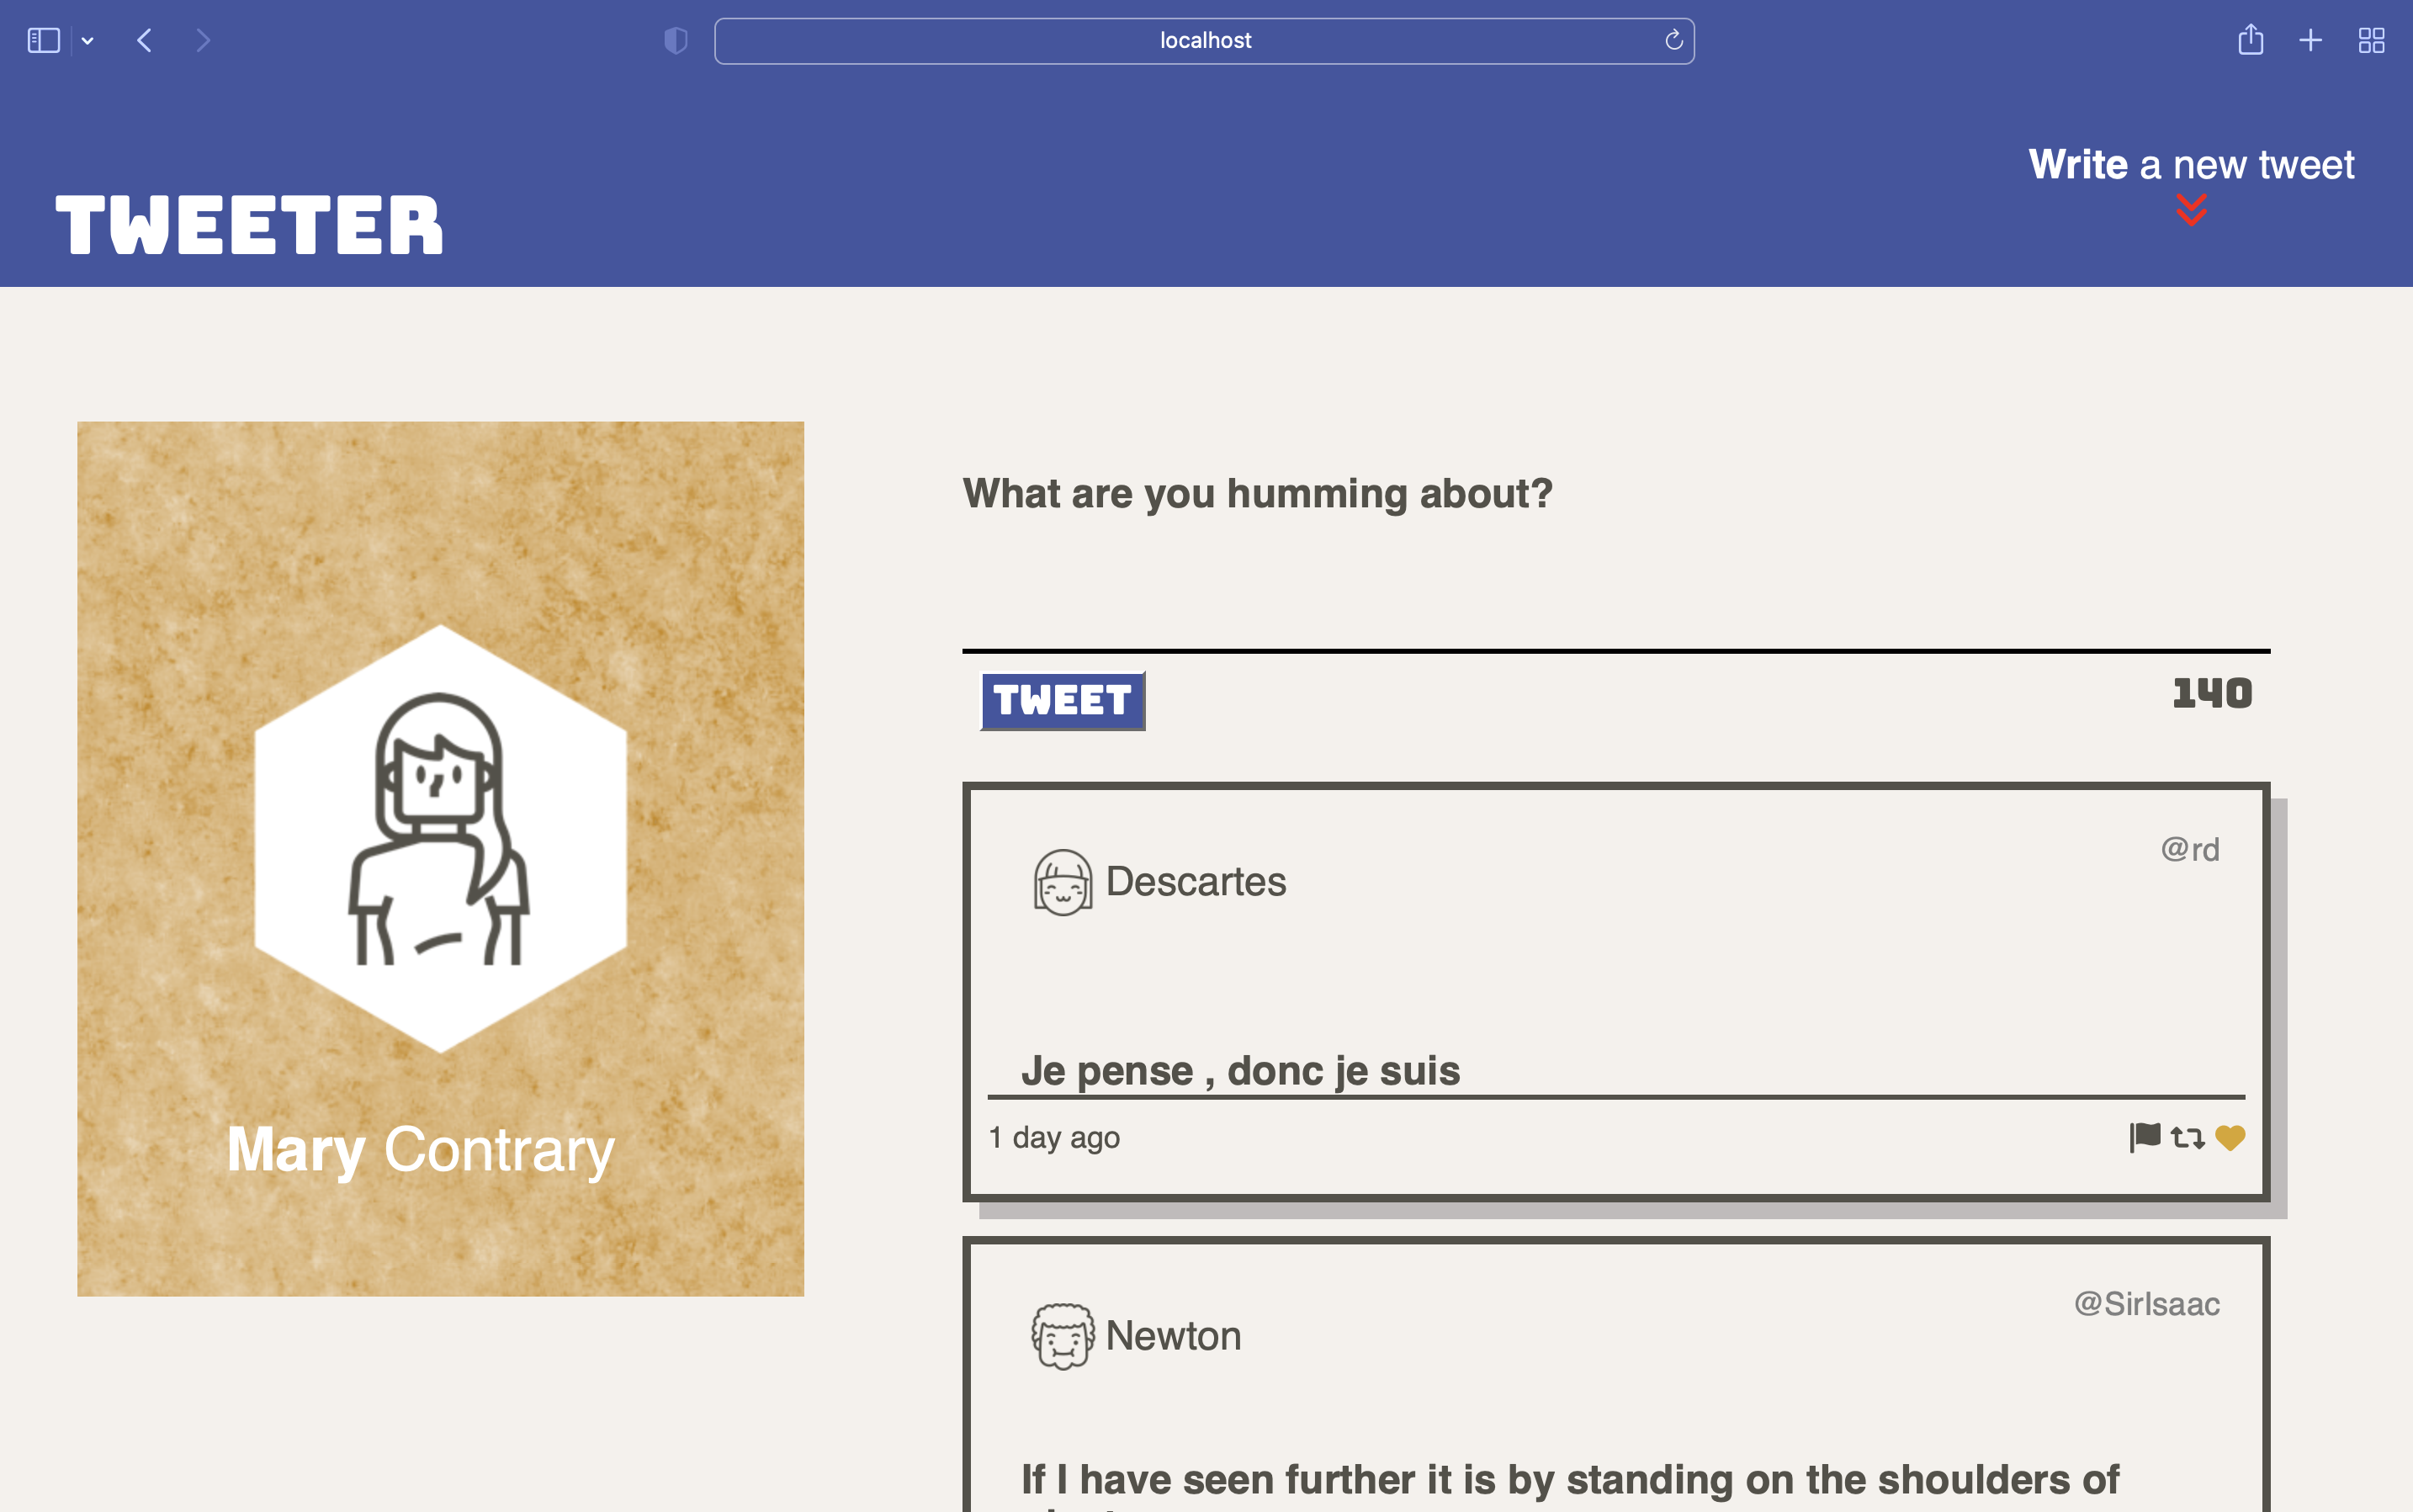 localhost
Write a new tweet
TWEETER
What are you humming about?
TWEET
140
Mary Contrary
Descartes
@rd
Je pense , donc je suis
1 day ago
Newton
@SirIsaac
If I have seen further it is by standing on the shoulders of